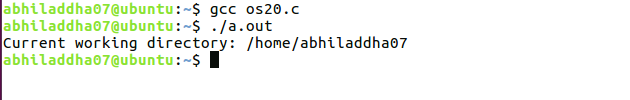 abhiladdha07@ubuntu:~$ gcc os20.c
abhiladdha07@ubuntu:~$ ./a.out
Current working directory: /home/abhiladdha07
abhiladdha07@ubuntu:~$